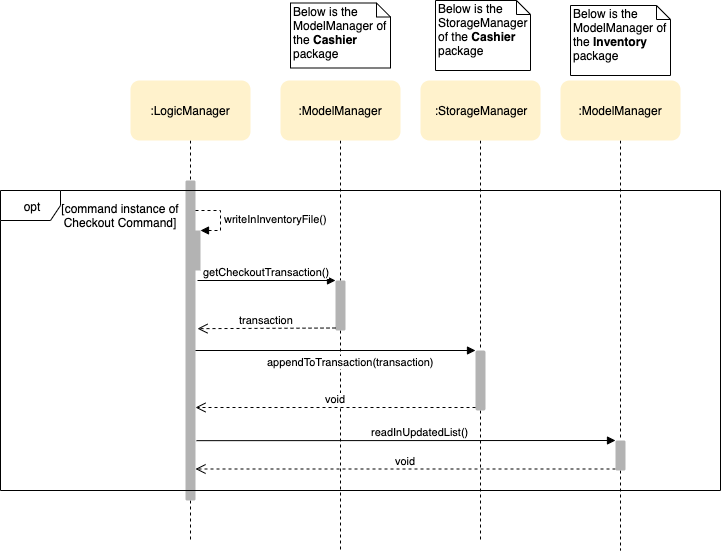 Below is the
ModelManager of
the Cashier
package
Below is the
StorageManager
of the Cashier
package
Below is the
ModelManager of
the Inventory
package
:LogicManager
:ModelManager
:StorageManager
:ModelManager
opt
[command instance of
Checkout Command]
writeInInventoryFile()
getCheckoutTransaction()
transaction
appendToTransaction(transaction)
void
readInUpdatedList()
void